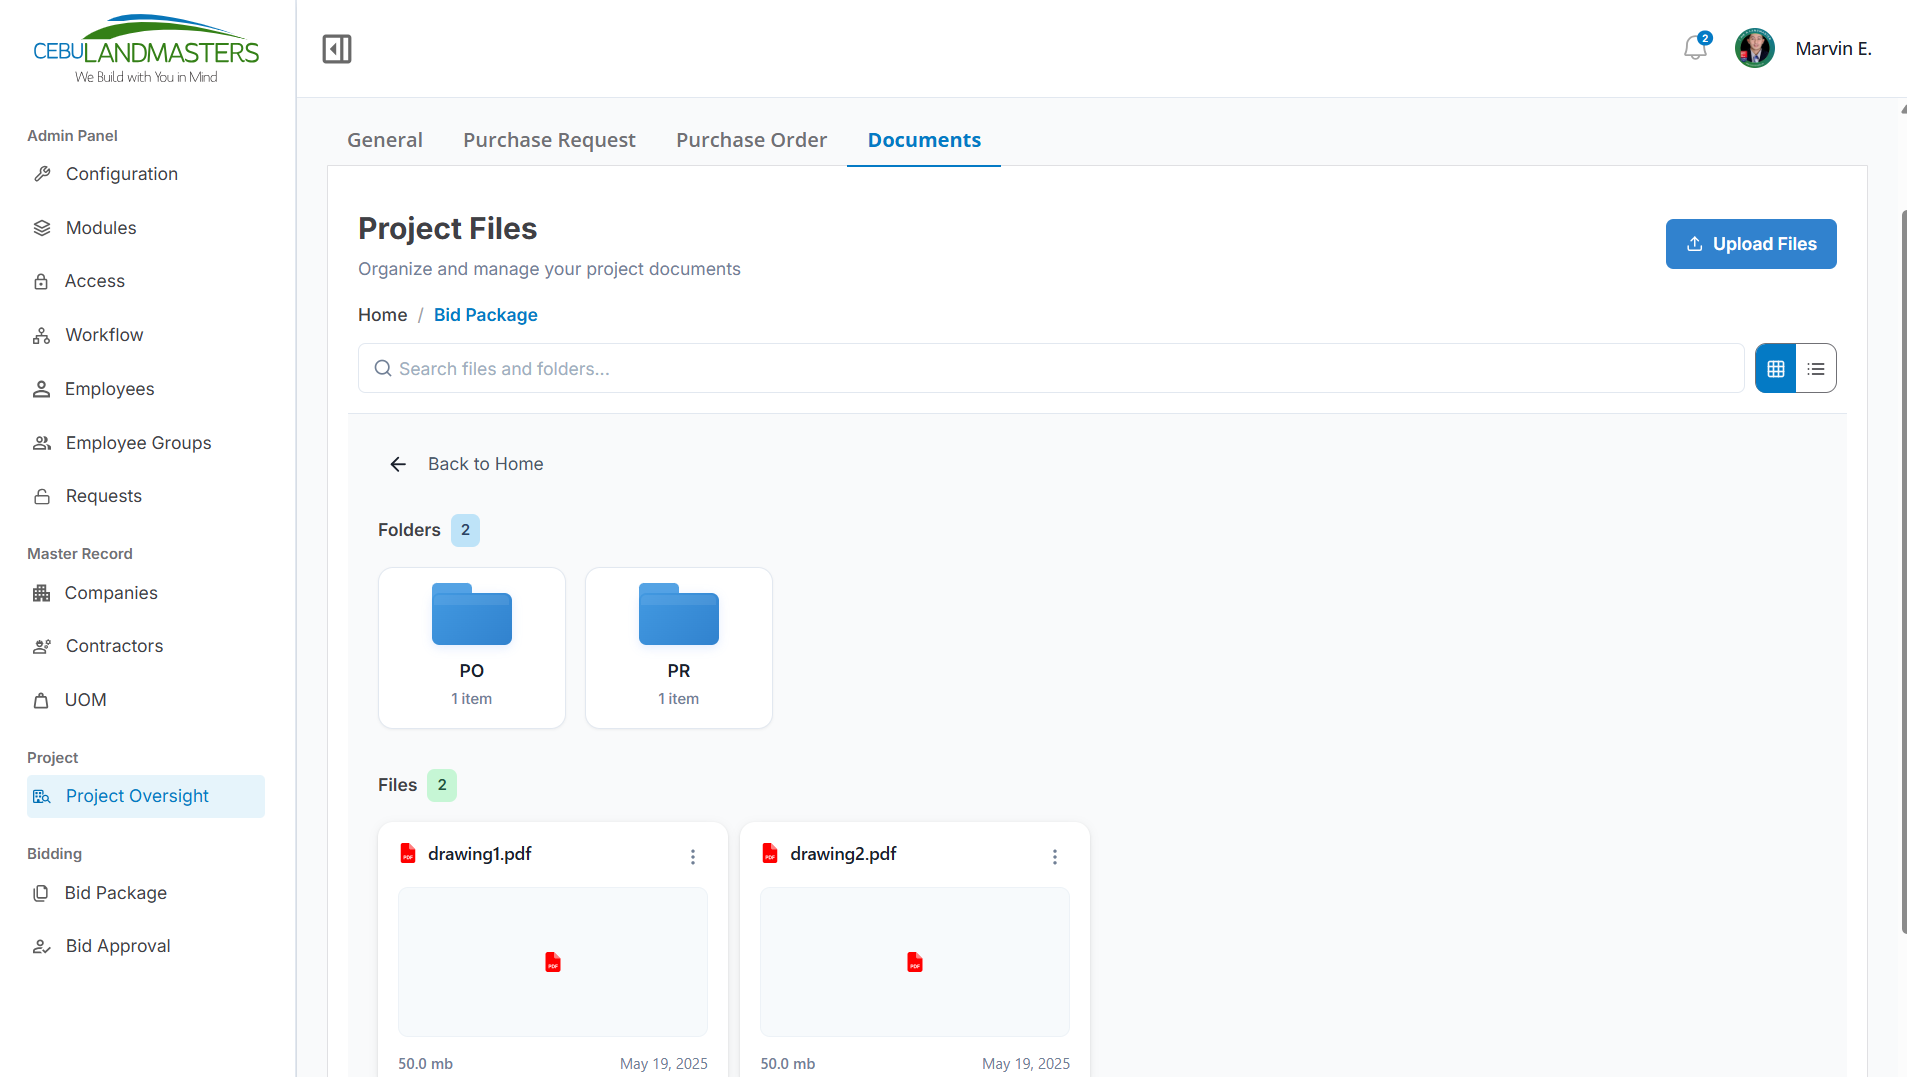 CEBULANDMASTERS
We Build with You in Mind
2
Marvin E.
Admin Panel
Configuration
Modules
Access
Workflow
Employees
Employee Groups
Requests
Master Record
Companies
Contractors
UOM
Project
Project Oversight
Bidding
Bid Package
Bid Approval
General Purchase Request Purchase Order Documents
Project Files
Organize and manage your project documents
Upload Files
Home / Bid Package
Search files and folders...
Back to Home
Folders 2
PO
1 item
PR
1 item
Files 2
PDF drawing1.pdf
PDF
50.0 mb May 19, 2025
PDF drawing2.pdf
PDF
50.0 mb May 19, 2025